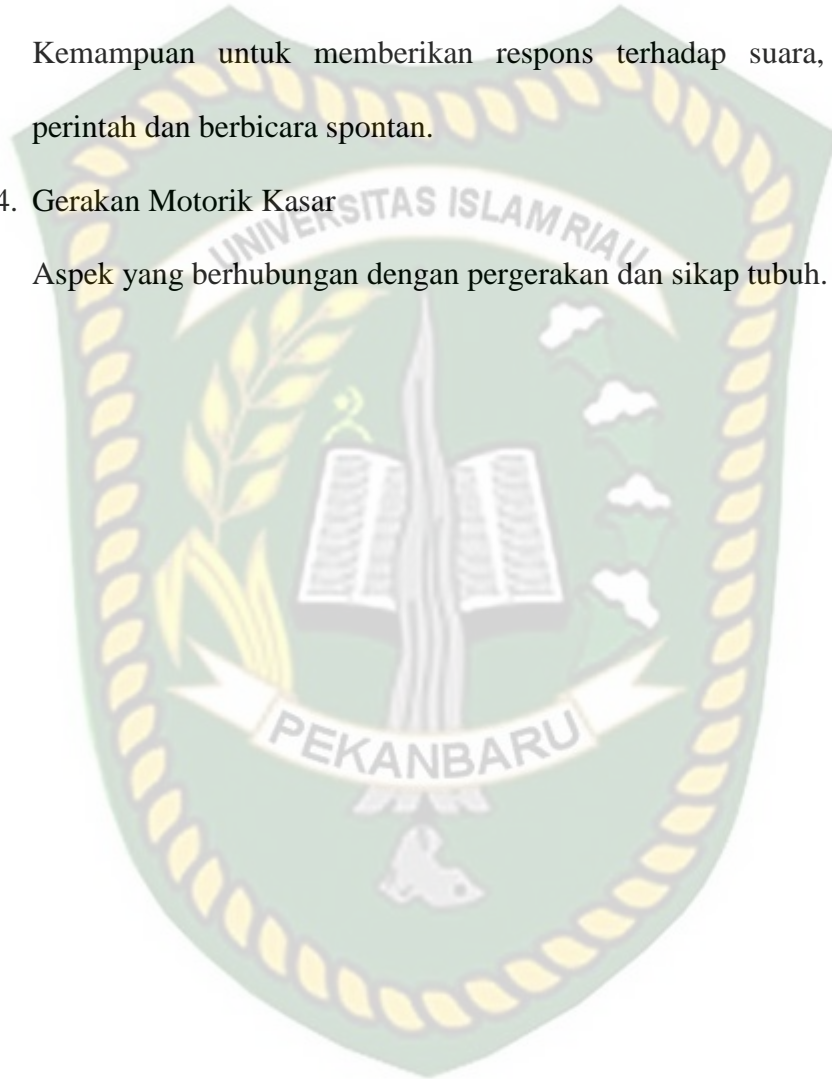 Kemampuan untuk memberikan respons terhadap suara,
perintah dan berbicara spontan.
4. Gerakan Motorik Kasar
UNIVERSITAS ISLAM RIAU
Aspek yang berhubungan dengan pergerakan dan sikap tubuh.
PEKANBARU